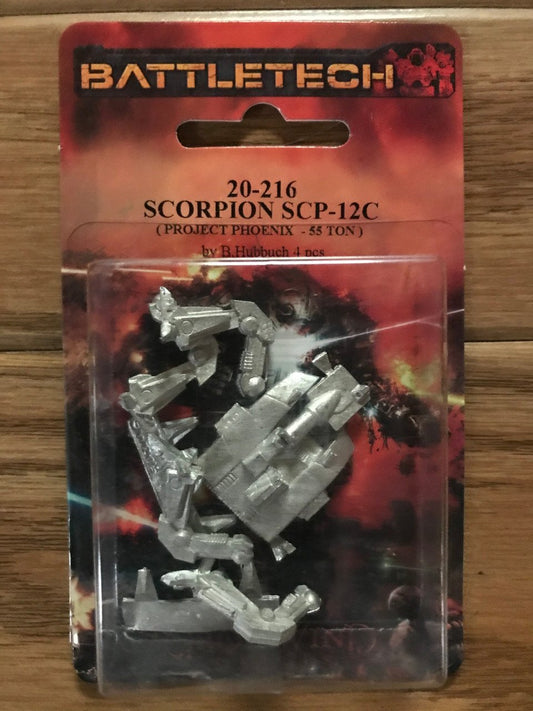 BATTLETECH
20-216
SCORPION SCP-12C
( PROJECT PHOENIX - 55 TON )
by B.Hubbuch 4 pcs